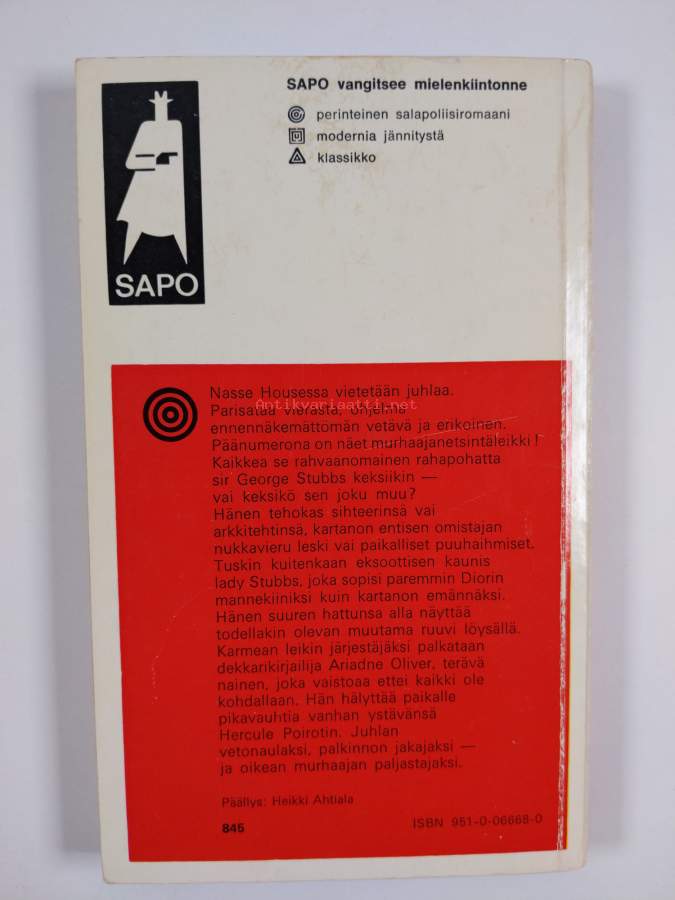 SAPO
SAPO vangitsee mielenkiintonne
perinteinen salapoliisiromaani
modernia jännitystä
klassikko
Nasse Housessa vietetään juhlaa.
Antikvariaatti.net
Parisataa vierasta, ohjelma
ennennäkemättömän vetävä ja erikoinen.
Päänumerona on näet murhaajanetsintäleikki!
Kaikkea se rahvaanomainen rahapohatta
sir George Stubbs keksiikin —
vai keksikö sen joku muu?
Hänen tehokas sihteerinsä vai
arkkitehtinsä, kartanon entisen omistajan
nukkavieru leski vai paikalliset puuhaihmiset.
Tuskin kuitenkaan eksoottisen kaunis
lady Stubbs, joka sopisi paremmin Diorin
mannekiiniksi kuin kartanon emännäksi.
Hänen suuren hattunsa alla näyttää
todellakin olevan muutama ruuvi löysällä.
Karmean leikin järjestäjäksi palkataan
dekkarikirjailija Ariadne Oliver, terävä
nainen, joka vaistoaa ettei kaikki ole
kohdallaan. Hän hälyttää paikalle
pikavauhtia vanhan ystävänsä
Hercule Poirotin. Juhlan
vetonaulaksi, palkinnon jakajaksi —
ja oikean murhaajan paljastajaksi.
Päällys: Heikki Ahtiala
845
ISBN 951-0-06668-0